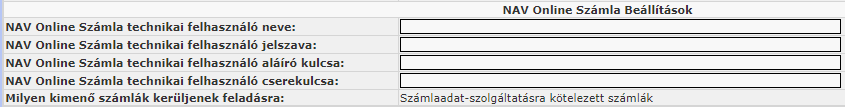 NAV Online Számla Beállítások
NAV Online Számla technikai felhasználó neve:
NAV Online Számla technikai felhasználó jelszava:
NAV Online Számla technikai felhasználó aláíró kulcsa:
NAV Online Számla technikai felhasználó cserekulcsa:
Milyen kimenő számlák kerüljenek feladásra: Számlaadat-szolgáltatásra kötelezett számlák